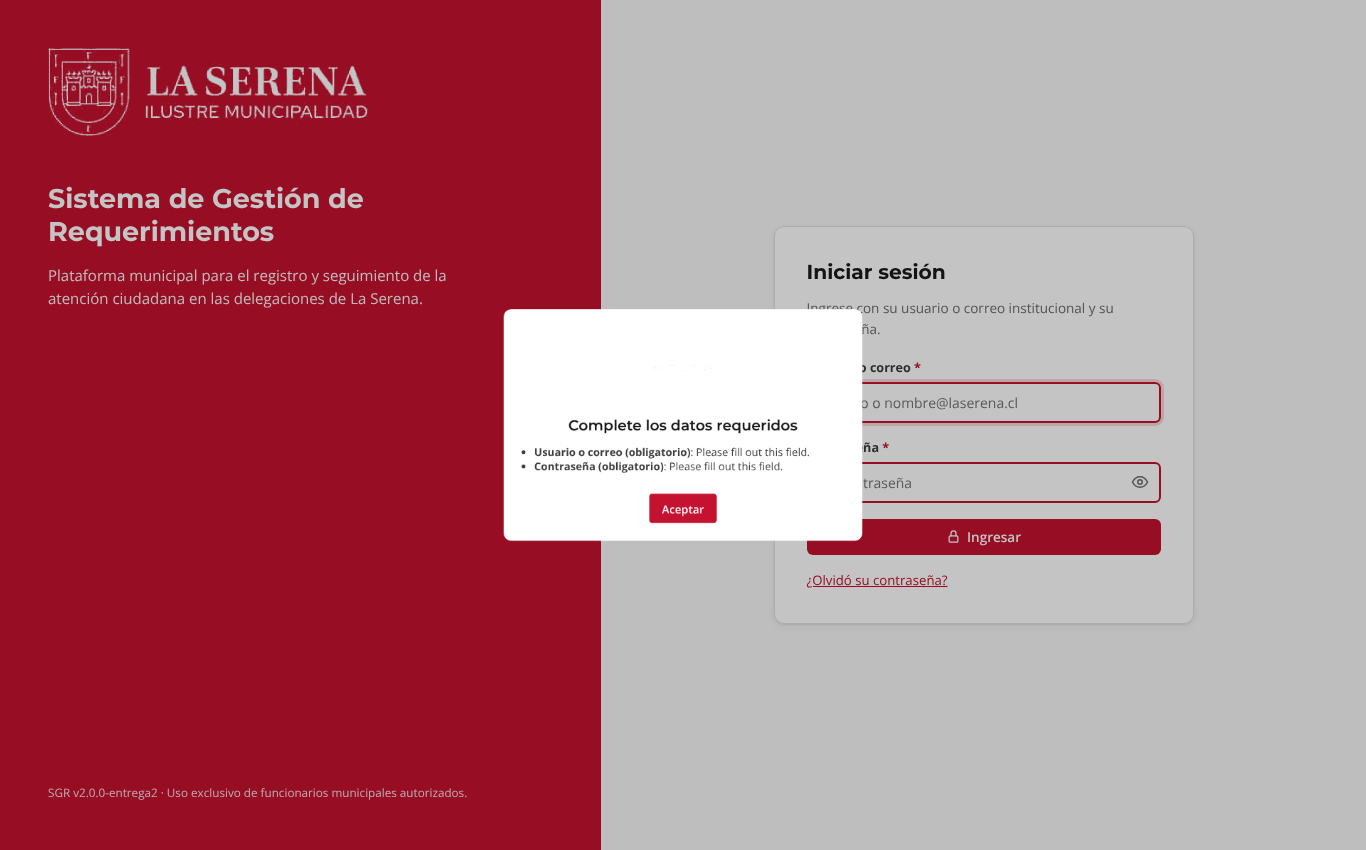 LA SERENA
ILUSTRE MUNICIPALIDAD
Sistema de Gestión de
Requerimientos
Plataforma municipal para el registro y seguimiento de la
atención ciudadana en las delegaciones de La Serena.
SGR v2.0.0-entrega2 · Uso exclusivo de funcionarios municipales autorizados.
Iniciar sesión
Ingrese con su usuario o correo institucional y su
o correo *
o nombre@laserena.cl
Complete los datos requeridos
• Usuario o correo (obligatorio): Please fill out this field.
• Contraseña (obligatorio): Please fill out this field.
Aceptar
Ingresar
¿Olvidó su contraseña?